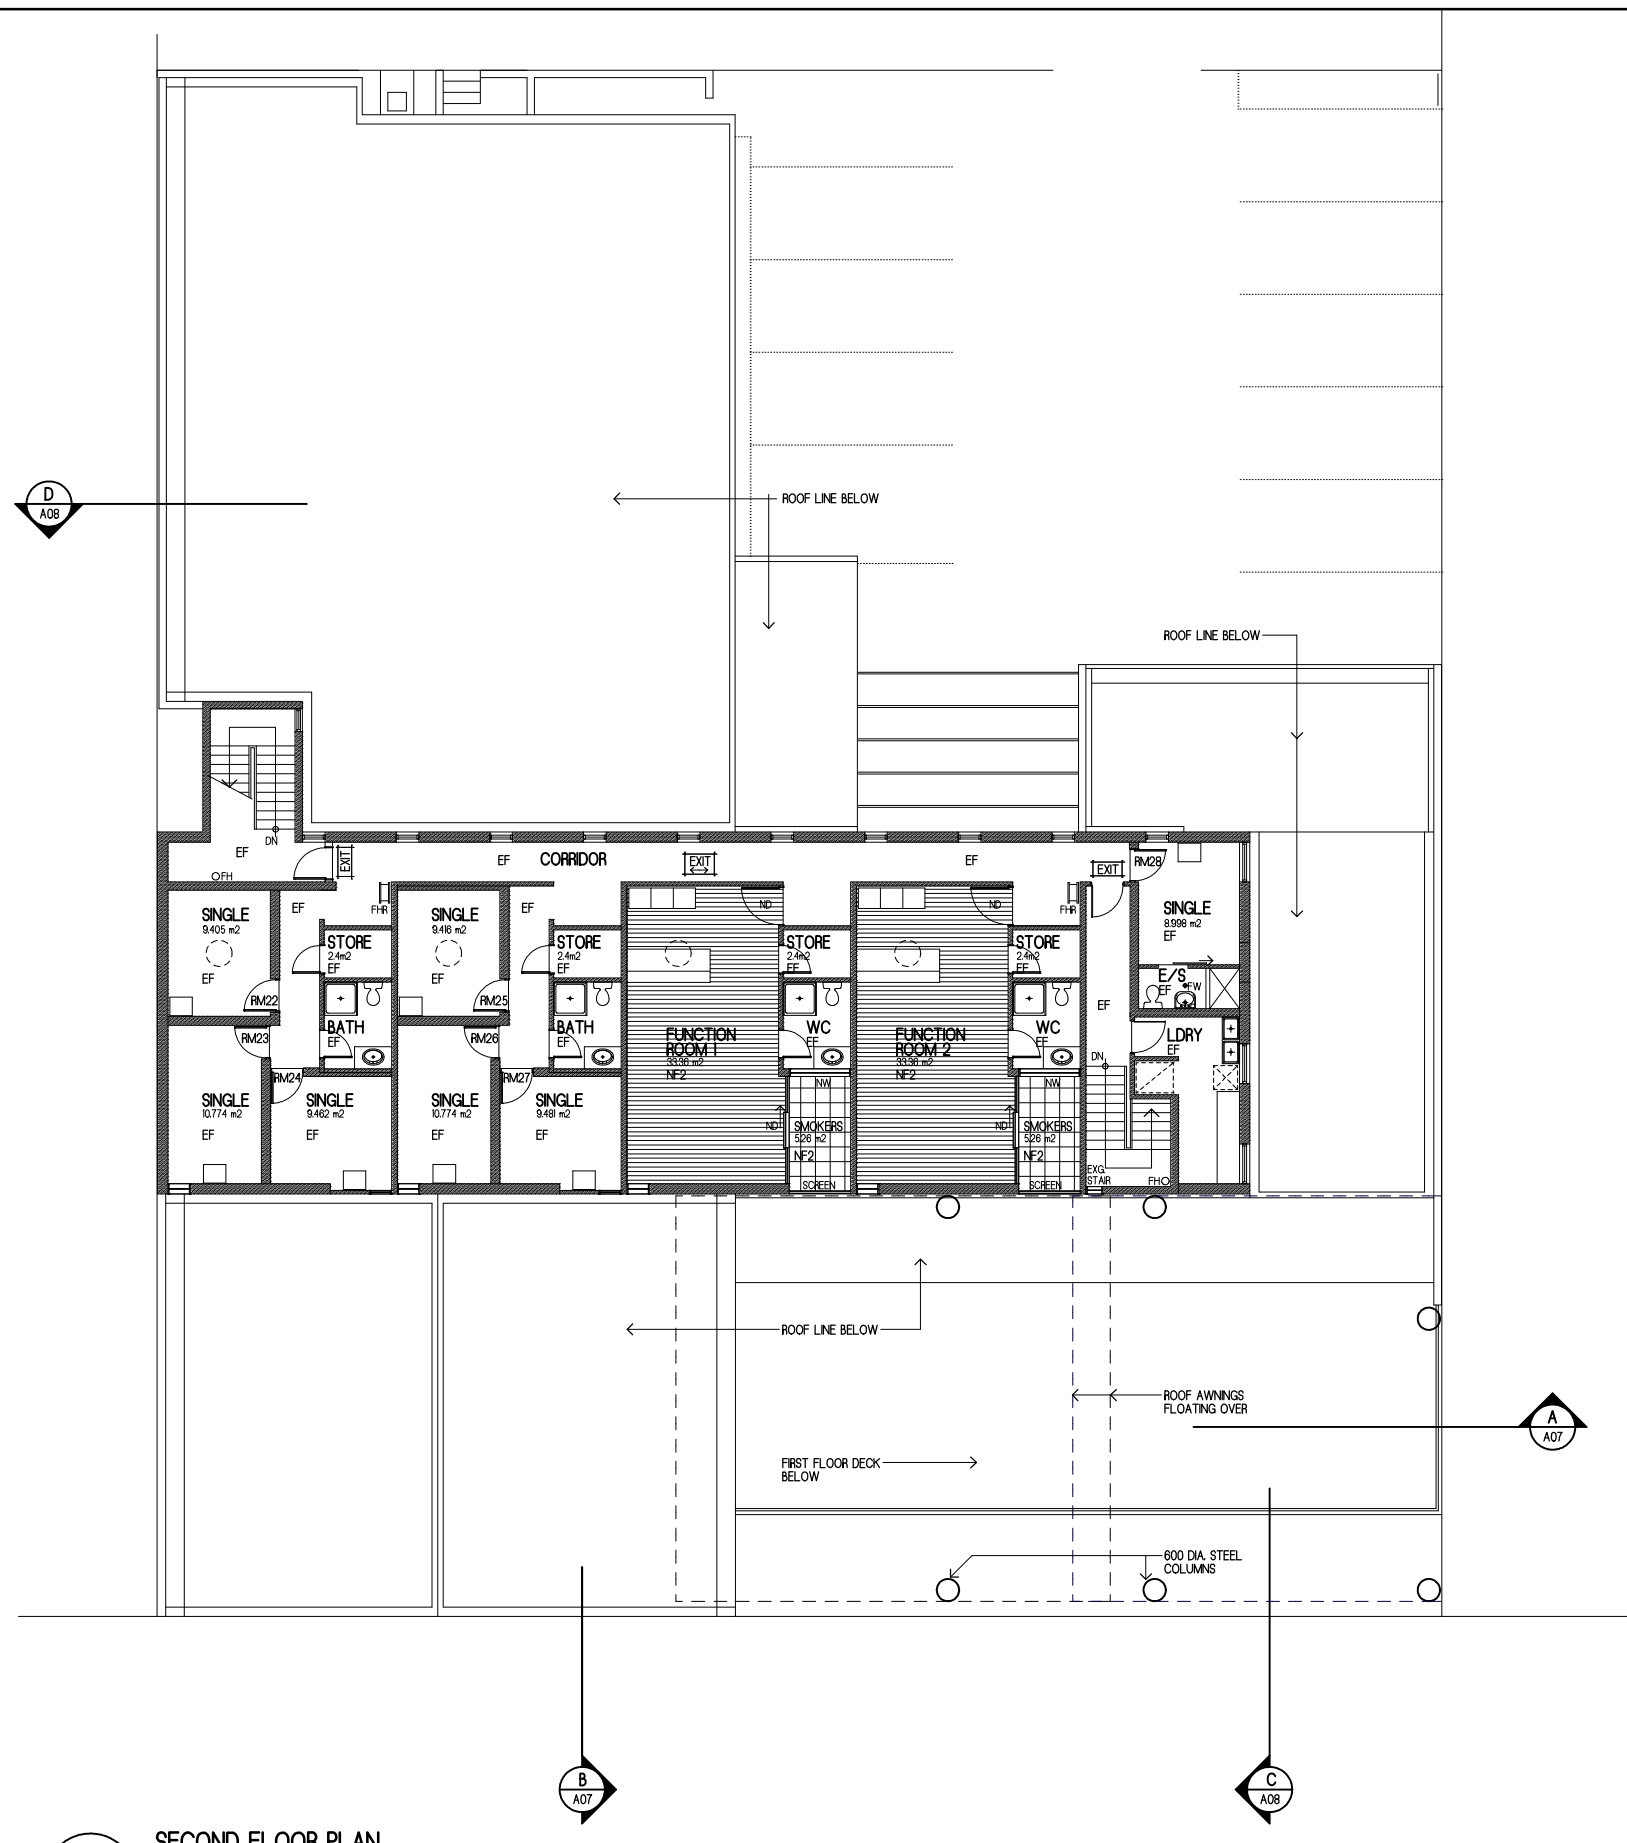 D
A08
ROOF LINE BELOW
ROOF LINE BELOW
DN
EF
EXIT
EF
CORRIDOR
EXIT
EF
EXIT
RM28
OFH
SINGLE
9.405 m2
EF
EF
FHR
STORE
2.4m2
EF
RM22
SINGLE
9.416 m2
EF
EF
STORE
2.4m2
EF
RM25
ND
STORE
2.4m2
EF
ND
FHR
STORE
2.4m2
EF
SINGLE
8.998 m2
EF
E/S
EF
FW
EF
RM23
BATH
EF
RM26
BATH
EF
FUNCTION
ROOM 1
33.36 m2
NF2
WC
EF
FUNCTION
ROOM 2
33.36 m2
NF2
WC
EF
DN
LDRY
EF
RM24
RM27
SINGLE
10.774 m2
EF
SINGLE
9.462 m2
EF
SINGLE
10.774 m2
EF
SINGLE
9.481 m2
EF
ND
NW
SMOKERS
5.26 m2
NF2
SCREEN
ND
NW
SMOKERS
5.26 m2
NF2
SCREEN
EXG
STAIR
FHO
ROOF LINE BELOW
ROOF AWNINGS
FLOATING OVER
A
A07
FIRST FLOOR DECK
BELOW
600 DIA. STEEL
COLUMNS
B
A07
C
A08
SECOND FLOOR PLAN